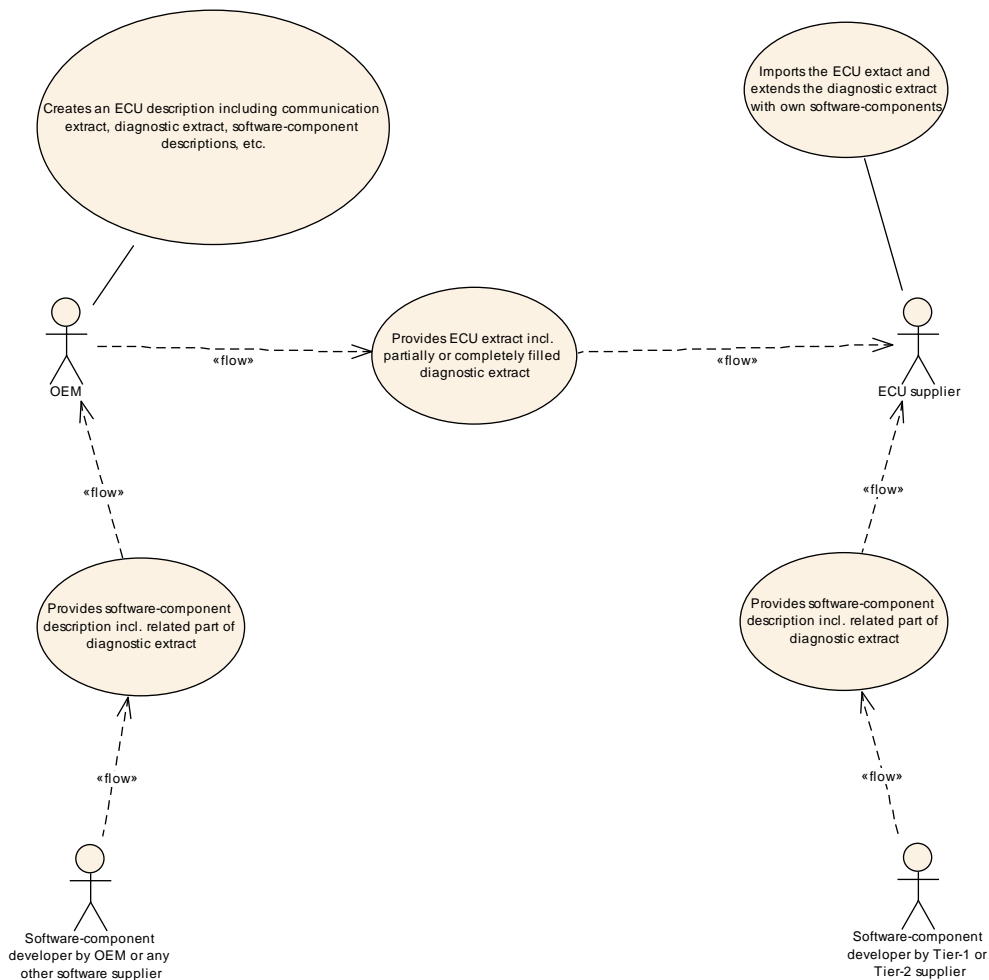 Creates an ECU description including communication
extract, diagnostic extract, software-component
descriptions, etc.
Imports the ECU extact and
extends the diagnostic extract
with own software-components
Provides ECU extract incl.
partially or completely filled
diagnostic extract
«flow»
«flow»
OEM
ECU supplier
«flow»
«flow»
Provides software-component
description incl. related part of
diagnostic extract
Provides software-component
description incl. related part of
diagnostic extract
«flow»
«flow»
Software-component
developer by OEM or any
other software supplier
Software-component
developer by Tier-1 or
Tier-2 supplier